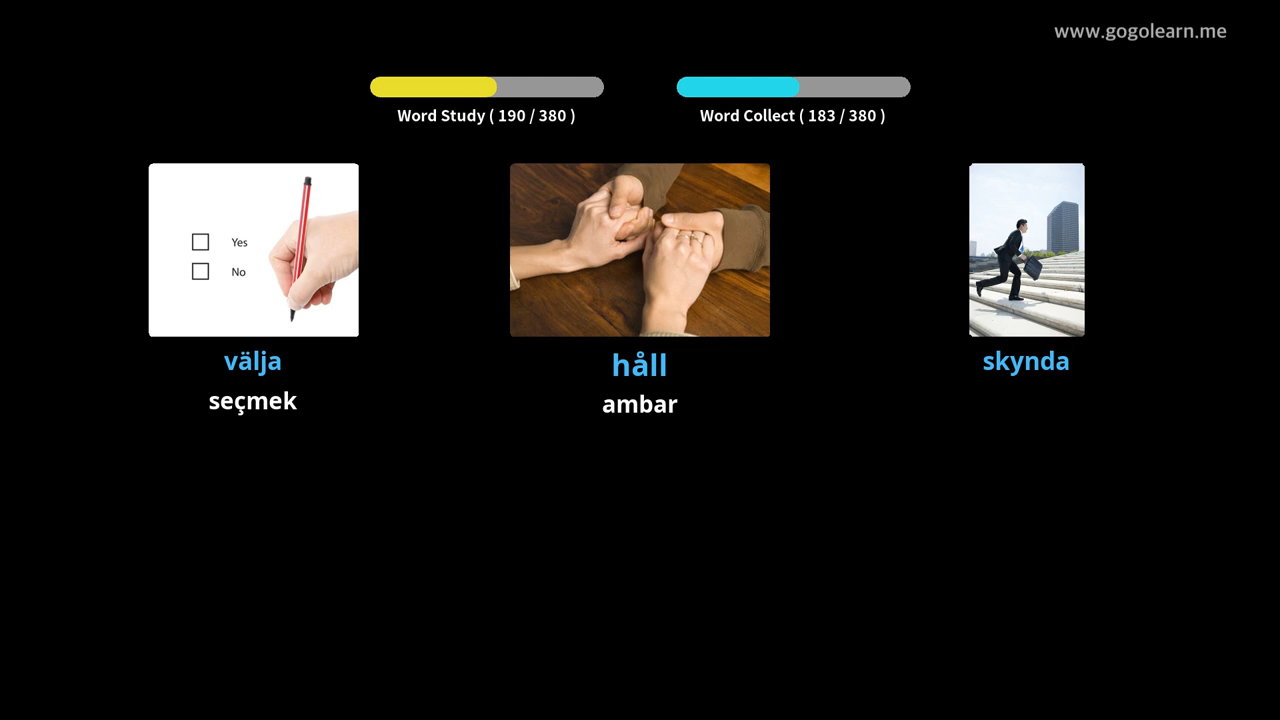 www.gogolearn.me
Word Study ( 190 / 380 )
Word Collect ( 183 / 380 )
Yes
No
välja
håll
skynda
seçmek
ambar